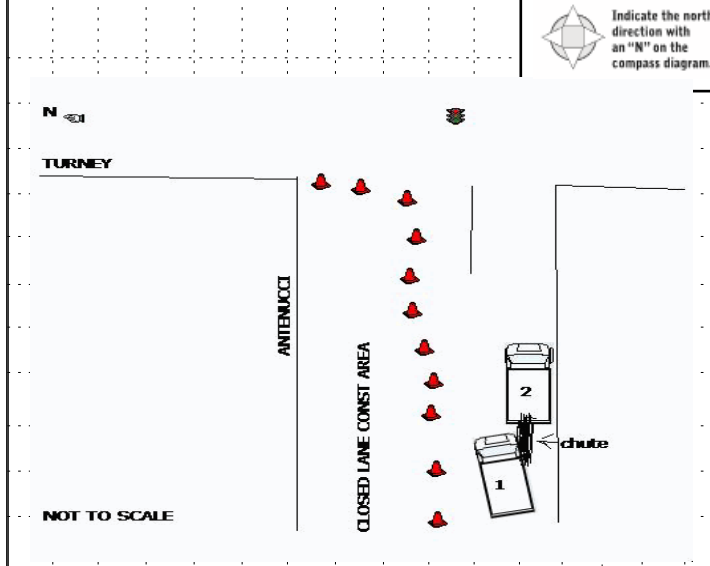 Indicate the north
direction with
an "N" on the
compass diagram.
N
TURNEY
ANTENUCCI
CLOSED LANE CONST AREA
2
chute
1
NOT TO SCALE